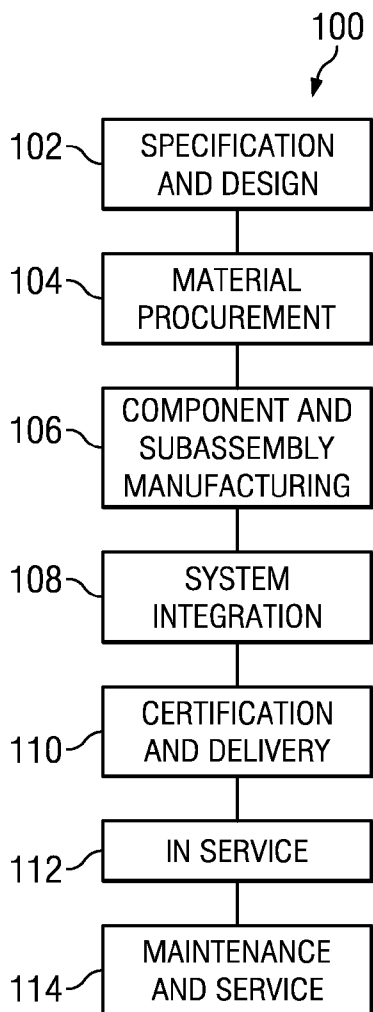 100
102
SPECIFICATION
AND DESIGN
104
MATERIAL
PROCUREMENT
106
COMPONENT AND
SUBASSEMBLY
MANUFACTURING
108
SYSTEM
INTEGRATION
110
CERTIFICATION
AND DELIVERY
112
IN SERVICE
114
MAINTENANCE
AND SERVICE